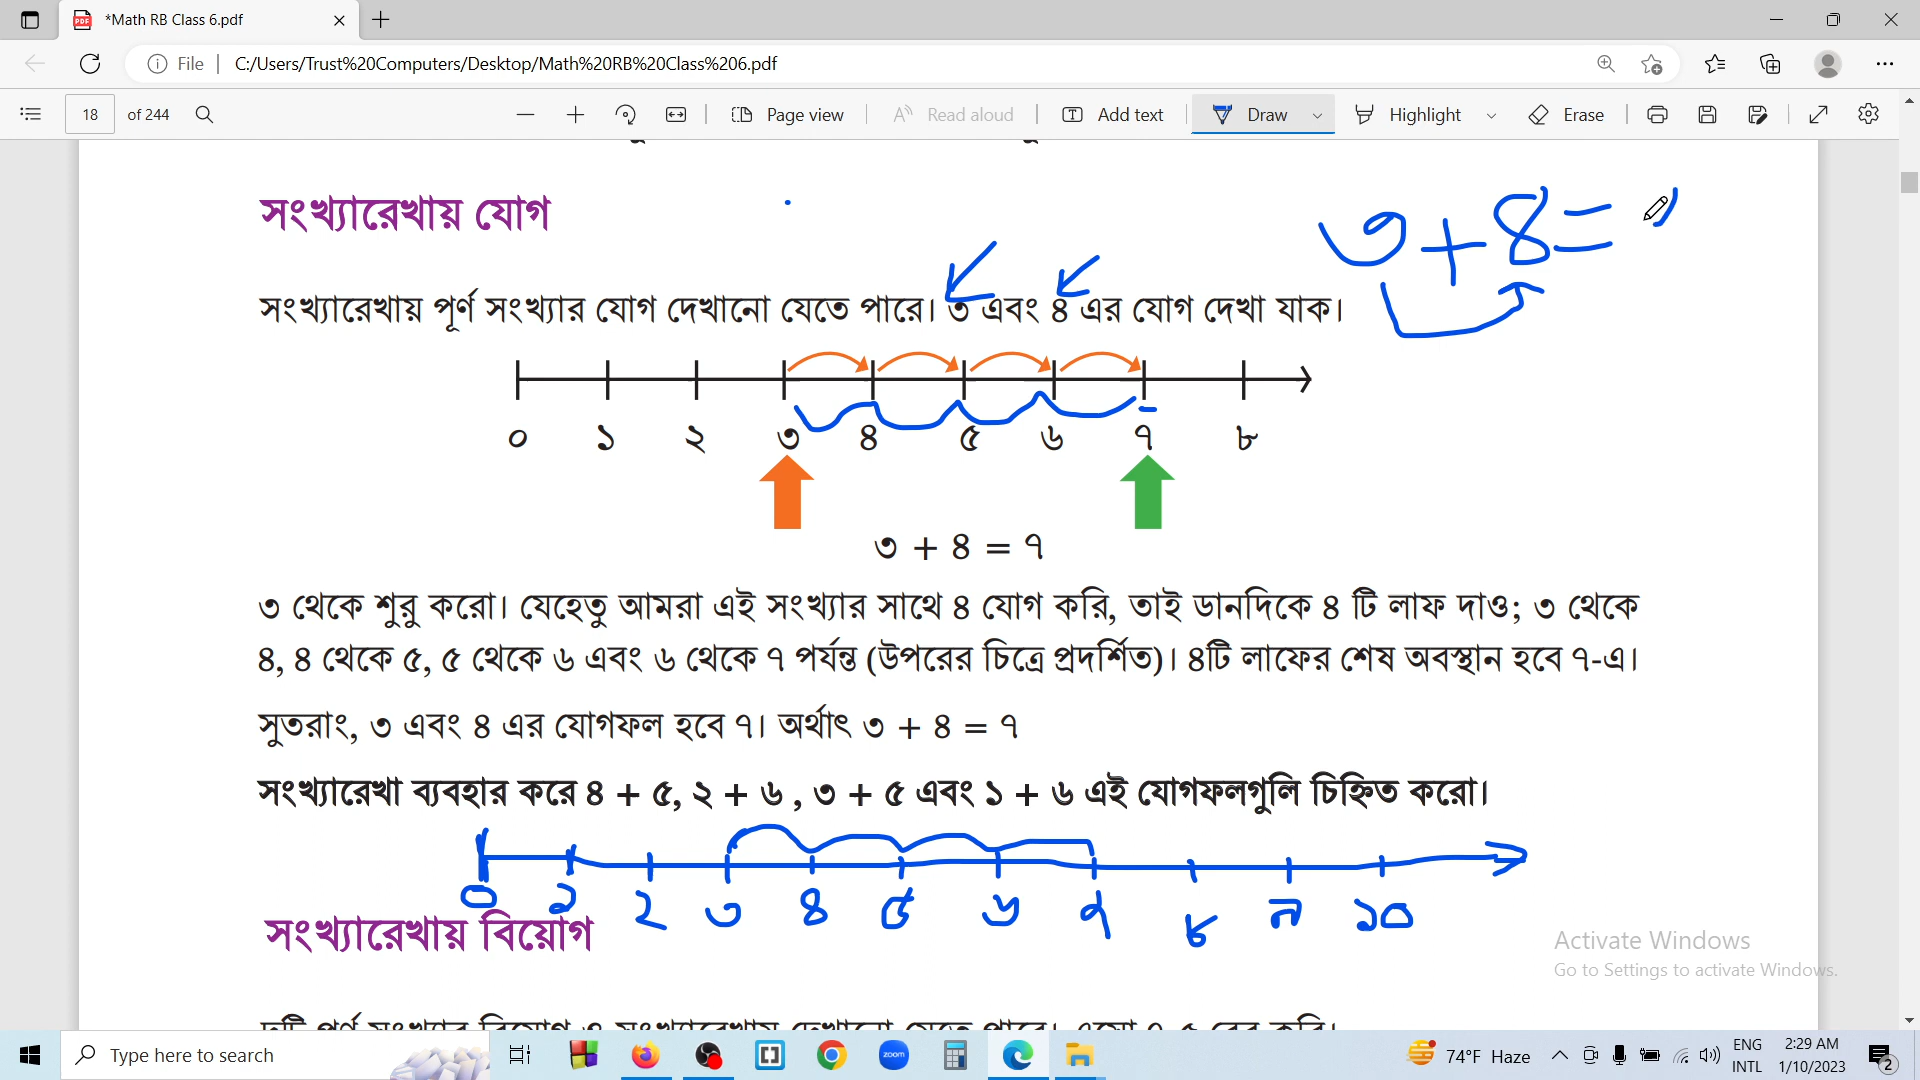 *Math RB Class 6.pdf
File
C:/Users/Trust%20Computers/Desktop/Math%20RB%20Class%206.pdf
18 of 244
Page view
Read aloud
Add text
Draw
Highlight
Erase
সংখ্যারেখায় যোগ
৩+৪=
সংখ্যারেখায় পূর্ণ সংখ্যার যোগ দেখানো যেতে পারে। ৩ এবং ৪ এর যোগ দেখা যাক।
০ ১ ২ ৩ ৪ ৫ ৬ ৭ ৮
৩ + ৪ = ৭
৩ থেকে শুরু করো। যেহেতু আমরা এই সংখ্যার সাথে ৪ যোগ করি, তাই ডানদিকে ৪ টি লাফ দাও; ৩ থেকে
৪, ৪ থেকে ৫, ৫ থেকে ৬ এবং ৬ থেকে ৭ পর্যন্ত (উপরের চিত্রে প্রদর্শিত)। ৪টি লাফের শেষ অবস্থান হবে ৭-এ।
সুতরাং, ৩ এবং ৪ এর যোগফল হবে ৭। অর্থাৎ ৩ + ৪ = ৭
সংখ্যারেখা ব্যবহার করে ৪ + ৫, ২ + ৬ , ৩ + ৫ এবং ১ + ৬ এই যোগফলগুলি চিহ্নিত করো।
০ ১ ২ ৩ ৪ ৫ ৬ ৭ ৮ ৯ ১০
সংখ্যারেখায় বিয়োগ
Activate Windows
Go to Settings to activate Windows.
Type here to search
zoom
74°F Haze
ENG
INTL
2:29 AM
1/10/2023
2